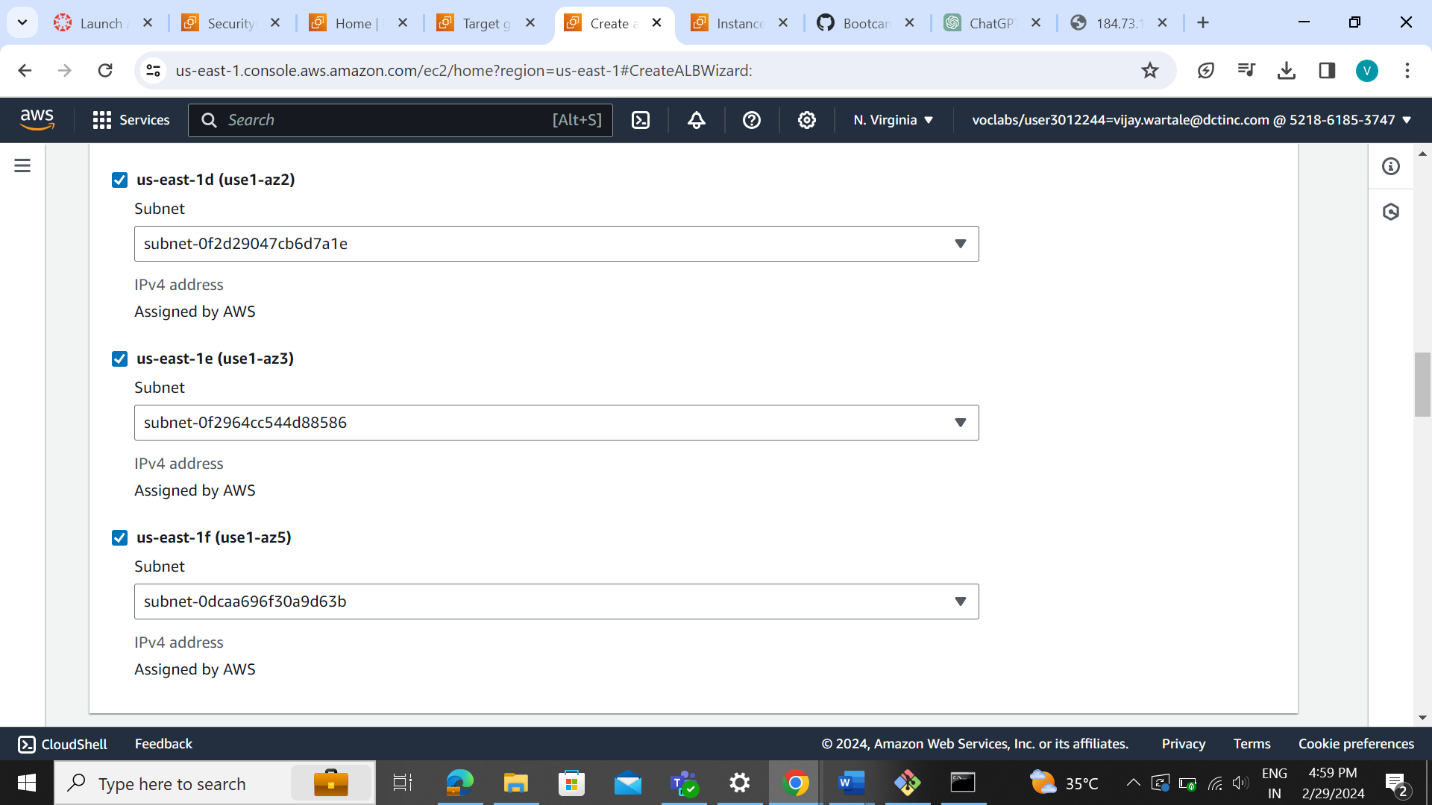 Launch
Security
Home |
Target g
Create a
Instance
Bootcan
ChatGP
184.73.1
us-east-1.console.aws.amazon.com/ec2/home?region=us-east-1#CreateALBWizard:
V
aws
Services
Search
[Alt+S]
N. Virginia
voclabs/user3012244=vijay.wartale@dctinc.com @ 5218-6185-3747
us-east-1d (use1-az2)
Subnet
subnet-0f2d29047cb6d7a1e
IPv4 address
Assigned by AWS
us-east-1e (use1-az3)
Subnet
subnet-0f2964cc544d88586
IPv4 address
Assigned by AWS
us-east-1f (use1-az5)
Subnet
subnet-0dcaa696f30a9d63b
IPv4 address
Assigned by AWS
CloudShell
Feedback
© 2024, Amazon Web Services, Inc. or its affiliates.
Privacy
Terms
Cookie preferences
Type here to search
35°C
ENG
IN
4:59 PM
2/29/2024
2